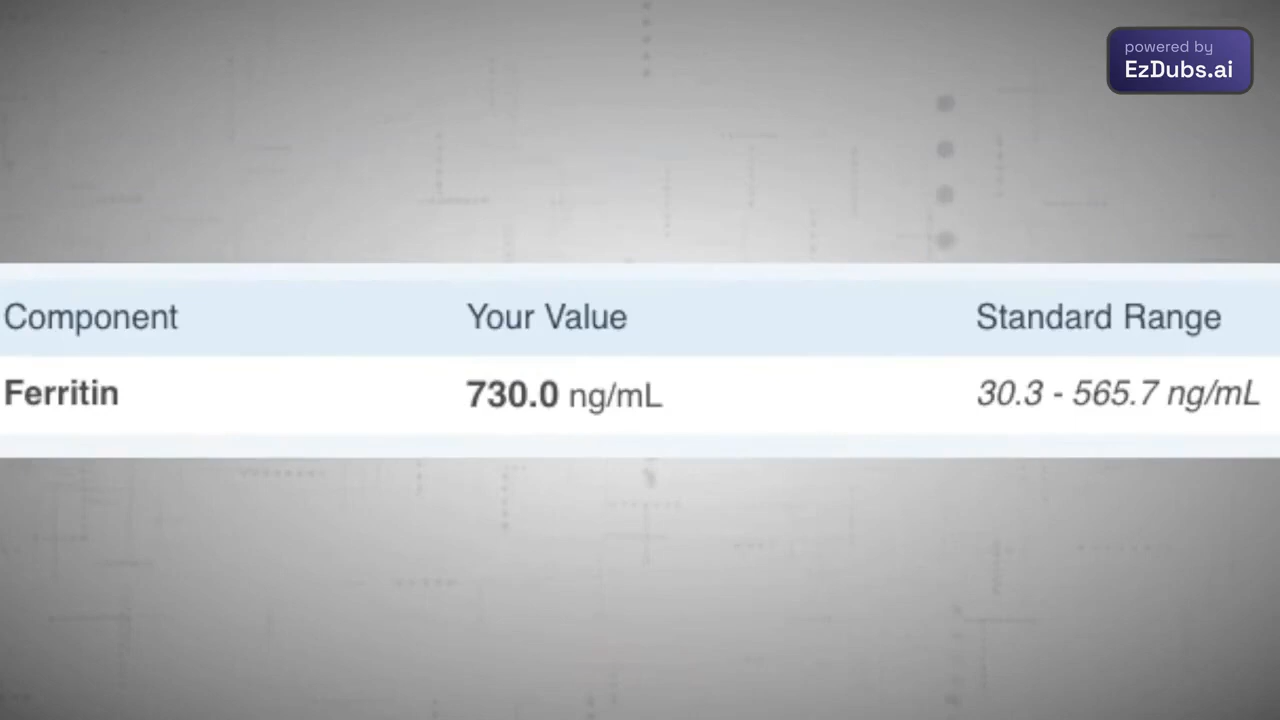 powered by
EzDubs.ai
Component Your Value Standard Range
Ferritin 730.0 ng/mL 30.3 - 565.7 ng/mL